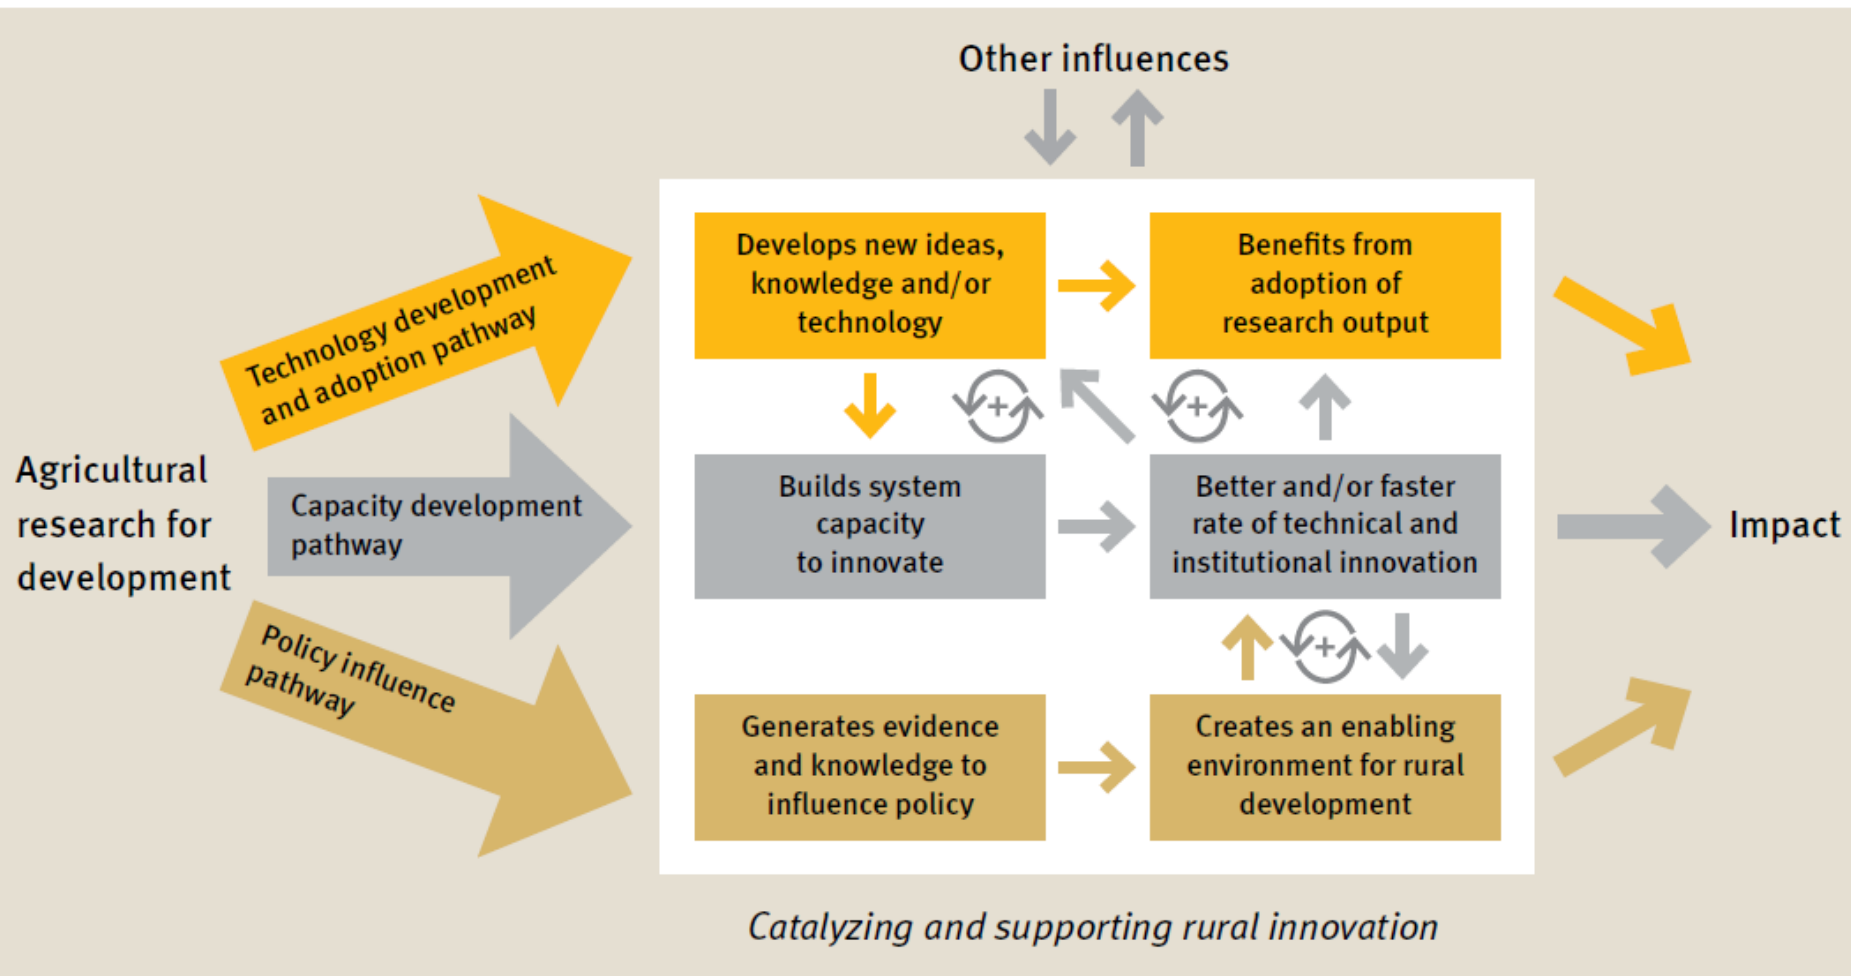 Other influences
Technology development
and adoption pathway
Agricultural
research for
development
Capacity development
pathway
Policy influence
pathway
Develops new ideas,
knowledge and/or
technology
Benefits from
adoption of
research output
+
+
Builds system
capacity
to innovate
Better and/or faster
rate of technical and
institutional innovation
+
Generates evidence
and knowledge to
influence policy
Creates an enabling
environment for rural
development
Impact
Catalyzing and supporting rural innovation